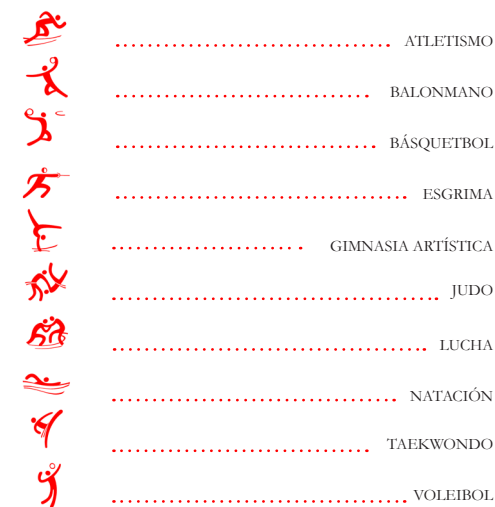 ATLETISMO
BALONMANO
BÁSQUETBOL
ESGRIMA
GIMNASIA ARTÍSTICA
JUDO
LUCHA
NATACIÓN
TAEKWONDO
VOLEIBOL